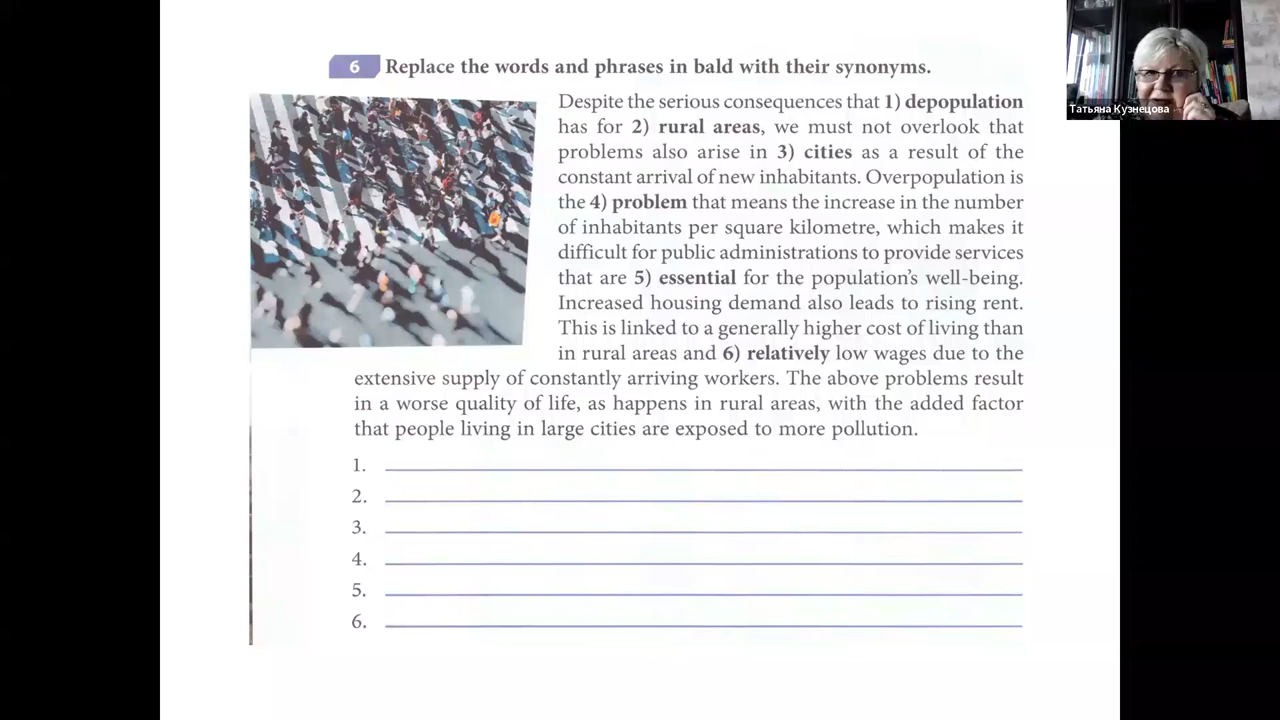 6 Replace the words and phrases in bald with their synonyms.
Despite the serious consequences that 1) depopulation
has for 2) rural areas, we must not overlook that
problems also arise in 3) cities as a result of the
constant arrival of new inhabitants. Overpopulation is
the 4) problem that means the increase in the number
of inhabitants per square kilometre, which makes it
difficult for public administrations to provide services
that are 5) essential for the population's well-being.
Increased housing demand also leads to rising rent.
This is linked to a generally higher cost of living than
in rural areas and 6) relatively low wages due to the
extensive supply of constantly arriving workers. The above problems result
in a worse quality of life, as happens in rural areas, with the added factor
that people living in large cities are exposed to more pollution.
1.
2.
3.
4.
5.
6.
Татьяна Кузнецова